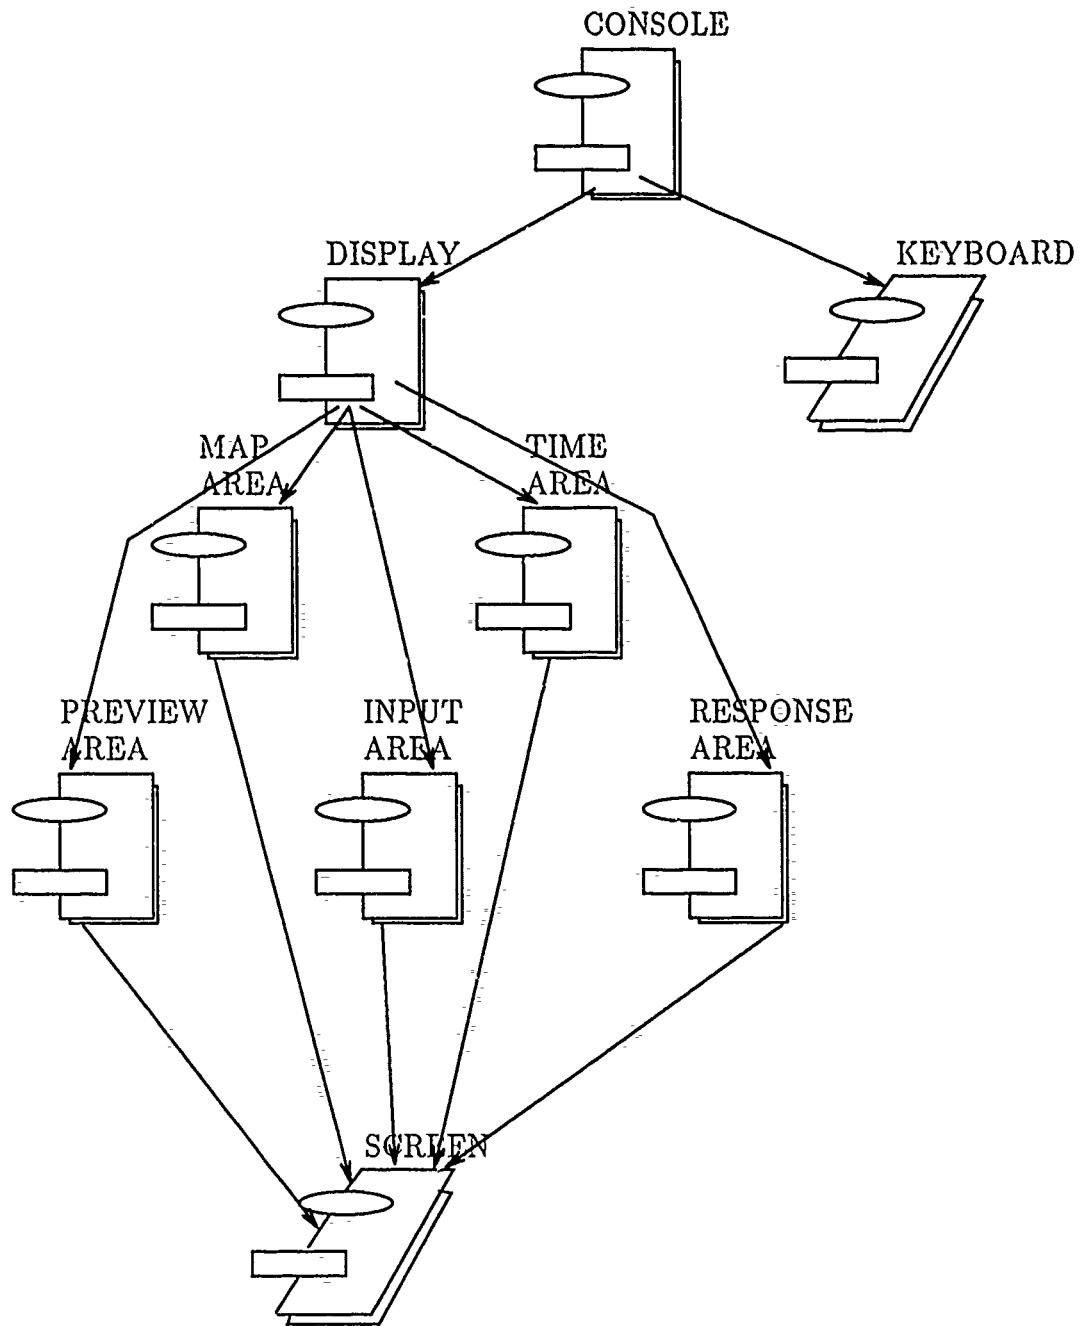 CONSOLE
DISPLAY
KEYBOARD
MAP
AREA
TIME
AREA
PREVIEW
AREA
INPUT
AREA
RESPONSE
AREA
SCREEN